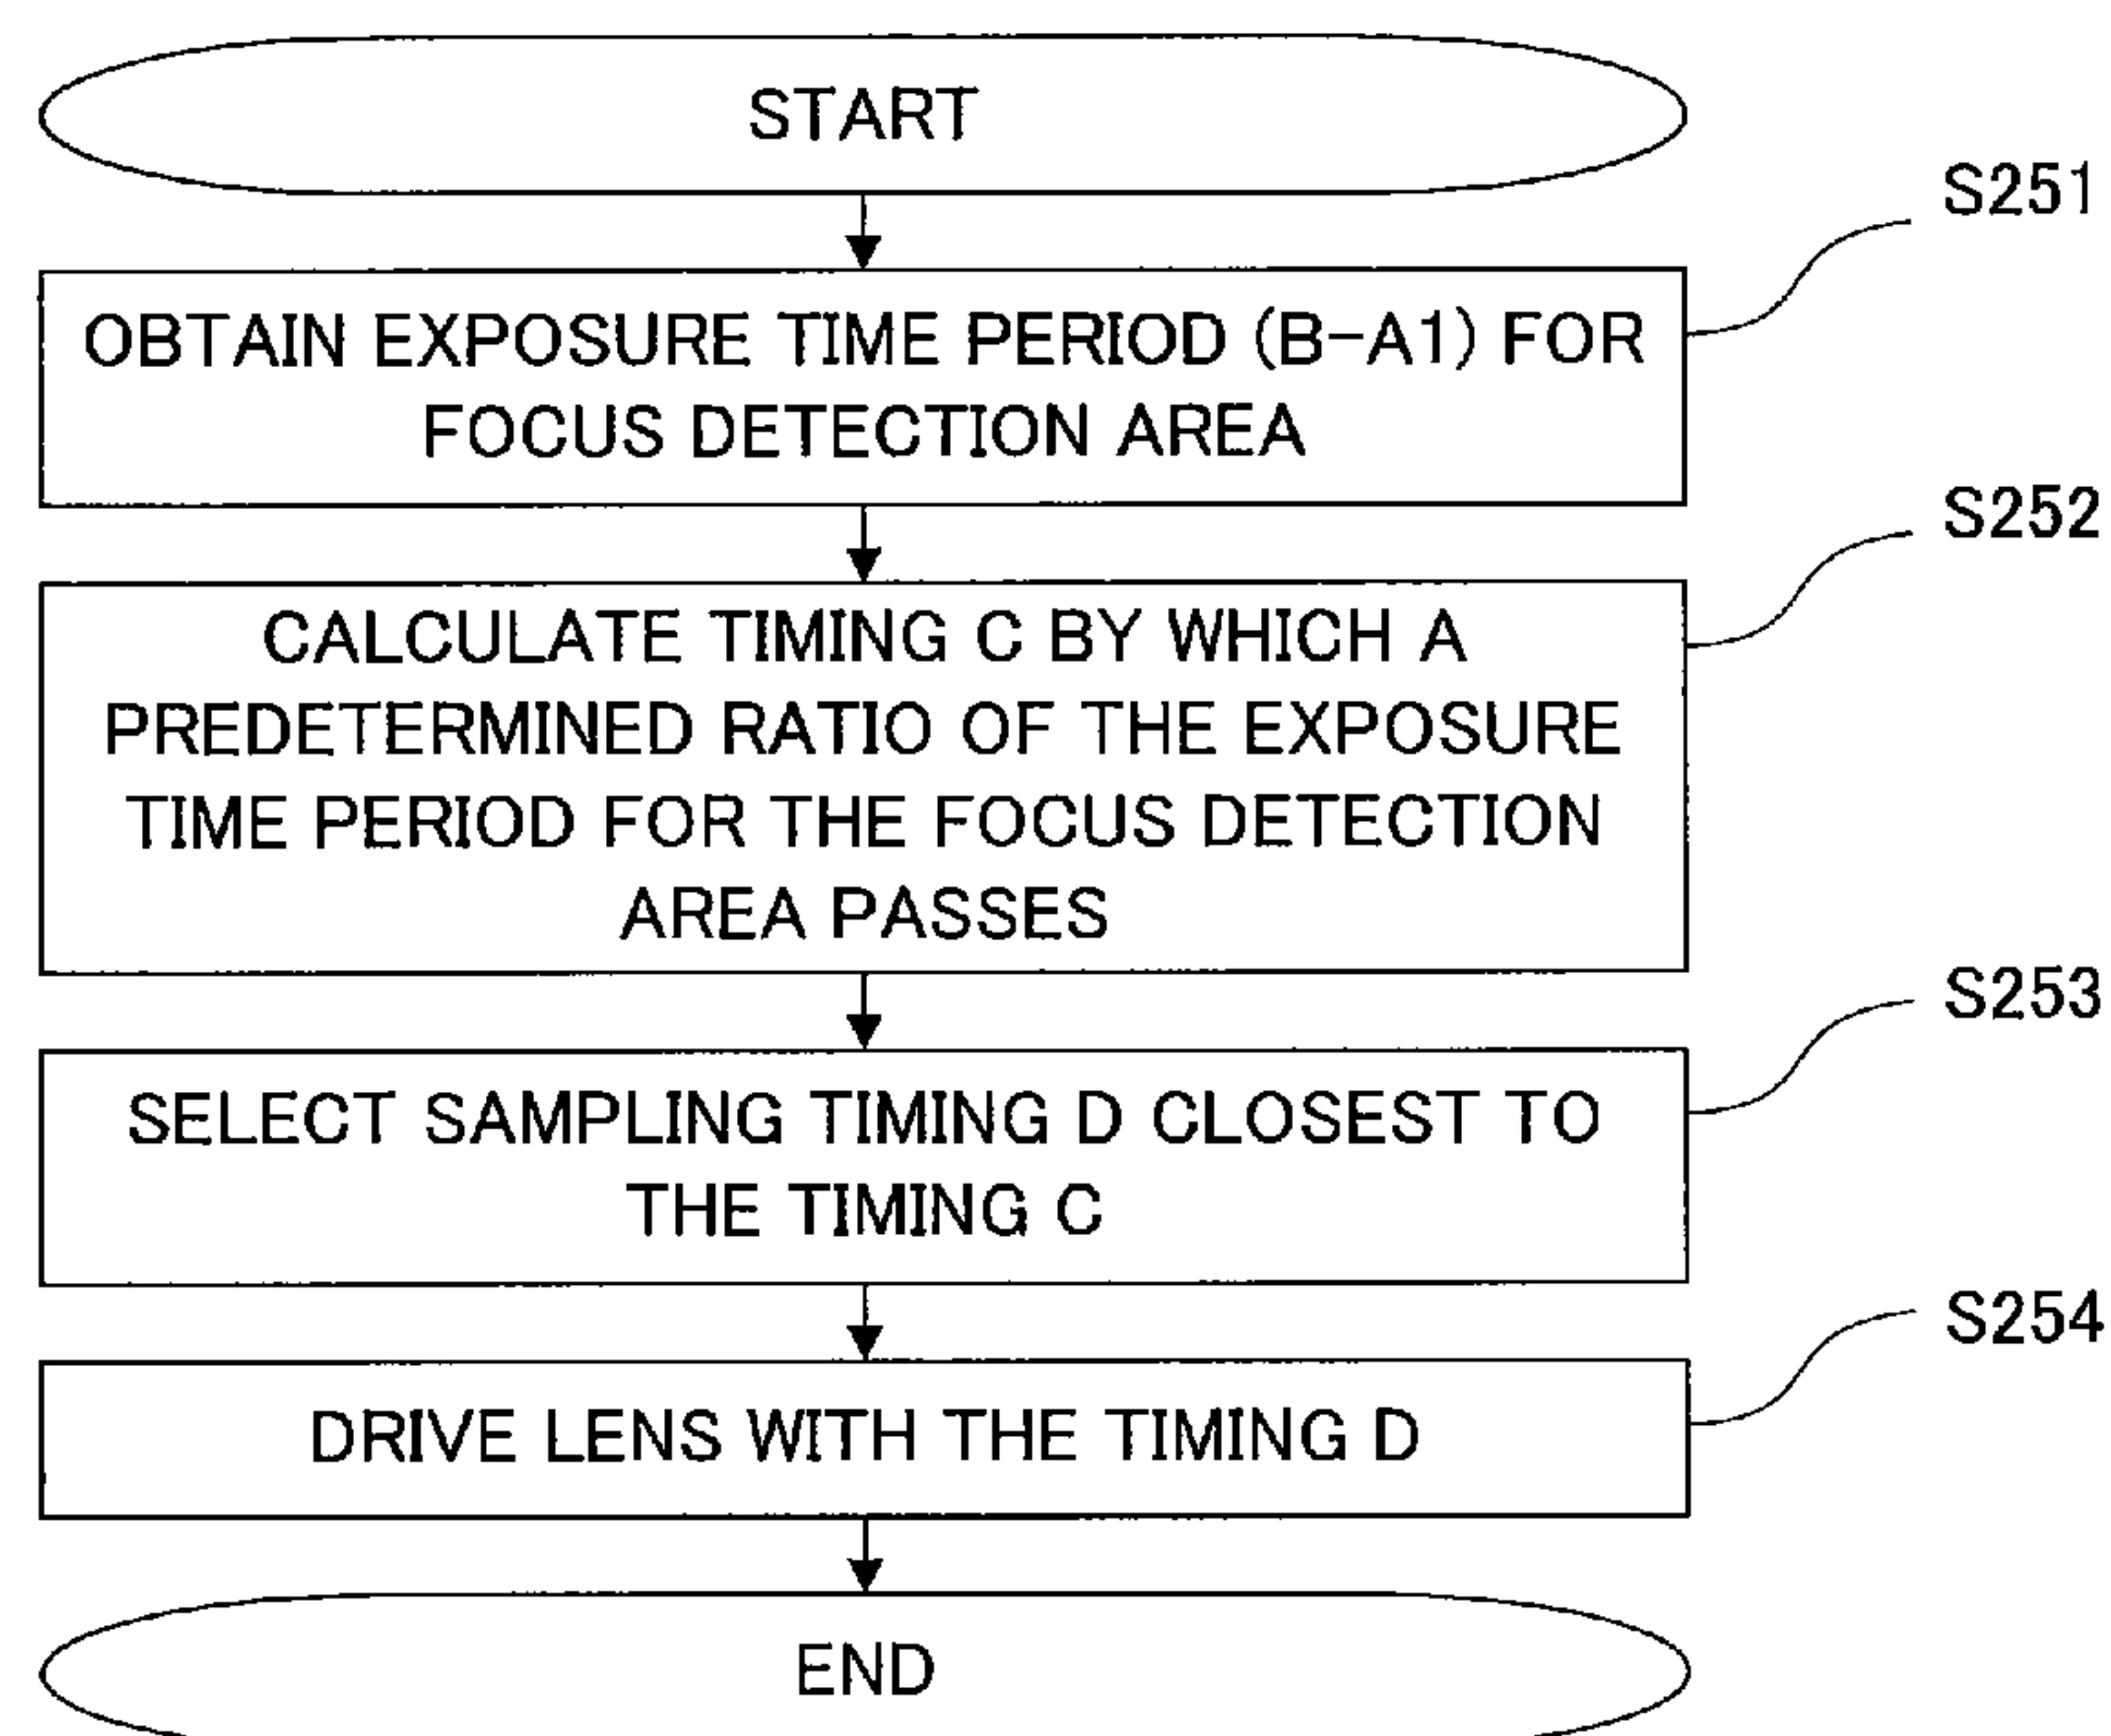 START
S251
OBTAIN EXPOSURE TIME PERIOD (B-A1) FOR
FOCUS DETECTION AREA
S252
CALCULATE TIMING C BY WHICH A
PREDETERMINED RATIO OF THE EXPOSURE
TIME PERIOD FOR THE FOCUS DETECTION
AREA PASSES
S253
SELECT SAMPLING TIMING D CLOSEST TO
THE TIMING C
S254
DRIVE LENS WITH THE TIMING D
END